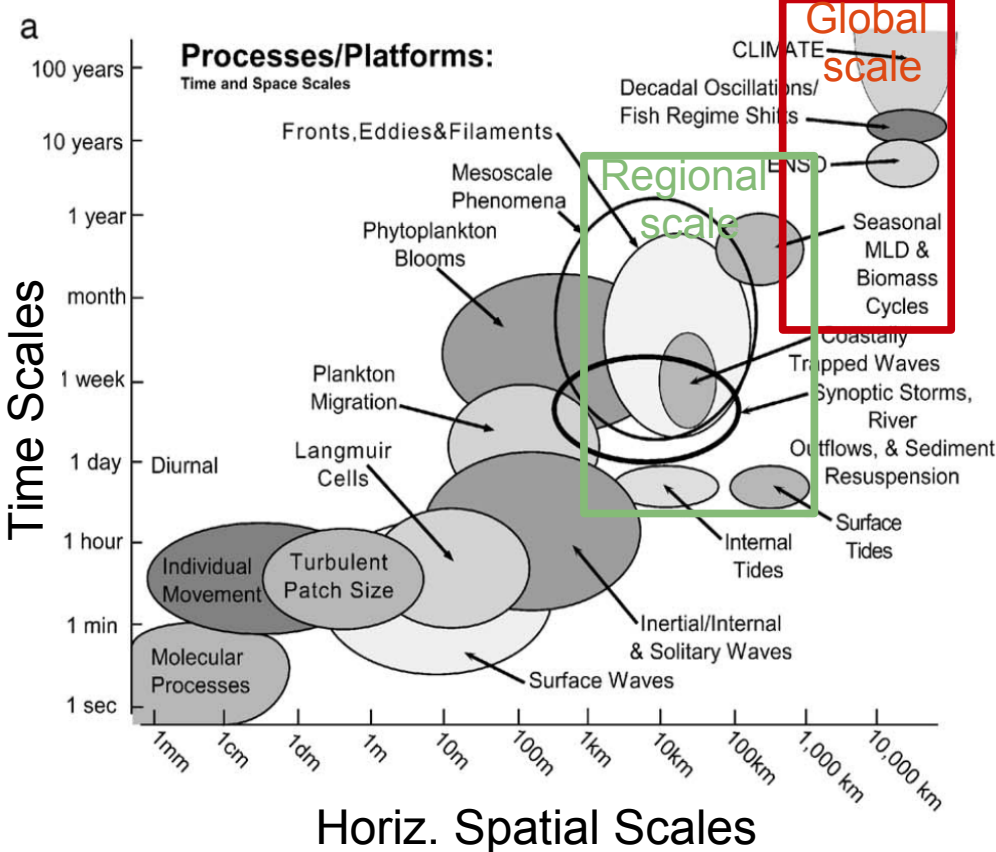 a
Processes/Platforms:
Time and Space Scales
Global
scale
CLIMATE
Decadal Oscillations/
Fish Regime Shifts
ENSO
Fronts,Eddies&Filaments
Mesoscale
Phenomena
Regional
scale
Phytoplankton
Blooms
Seasonal
MLD &
Biomass
Cycles
Coastally
Trapped Waves
Plankton
Migration
Synoptic Storms,
River
Outflows, & Sediment
Resuspension
Langmuir
Cells
Diurnal
Surface
Tides
Internal
Tides
Individual
Movement
Turbulent
Patch Size
Inertial/Internal
& Solitary Waves
Molecular
Processes
Surface Waves
Time Scales
100 years
10 years
1 year
month
1 week
1 day
1 hour
1 min
1 sec
1mm
1cm
1dm
1m
10m
100m
1km
10km
100km
1,000 km
10,000 km
Horiz. Spatial Scales